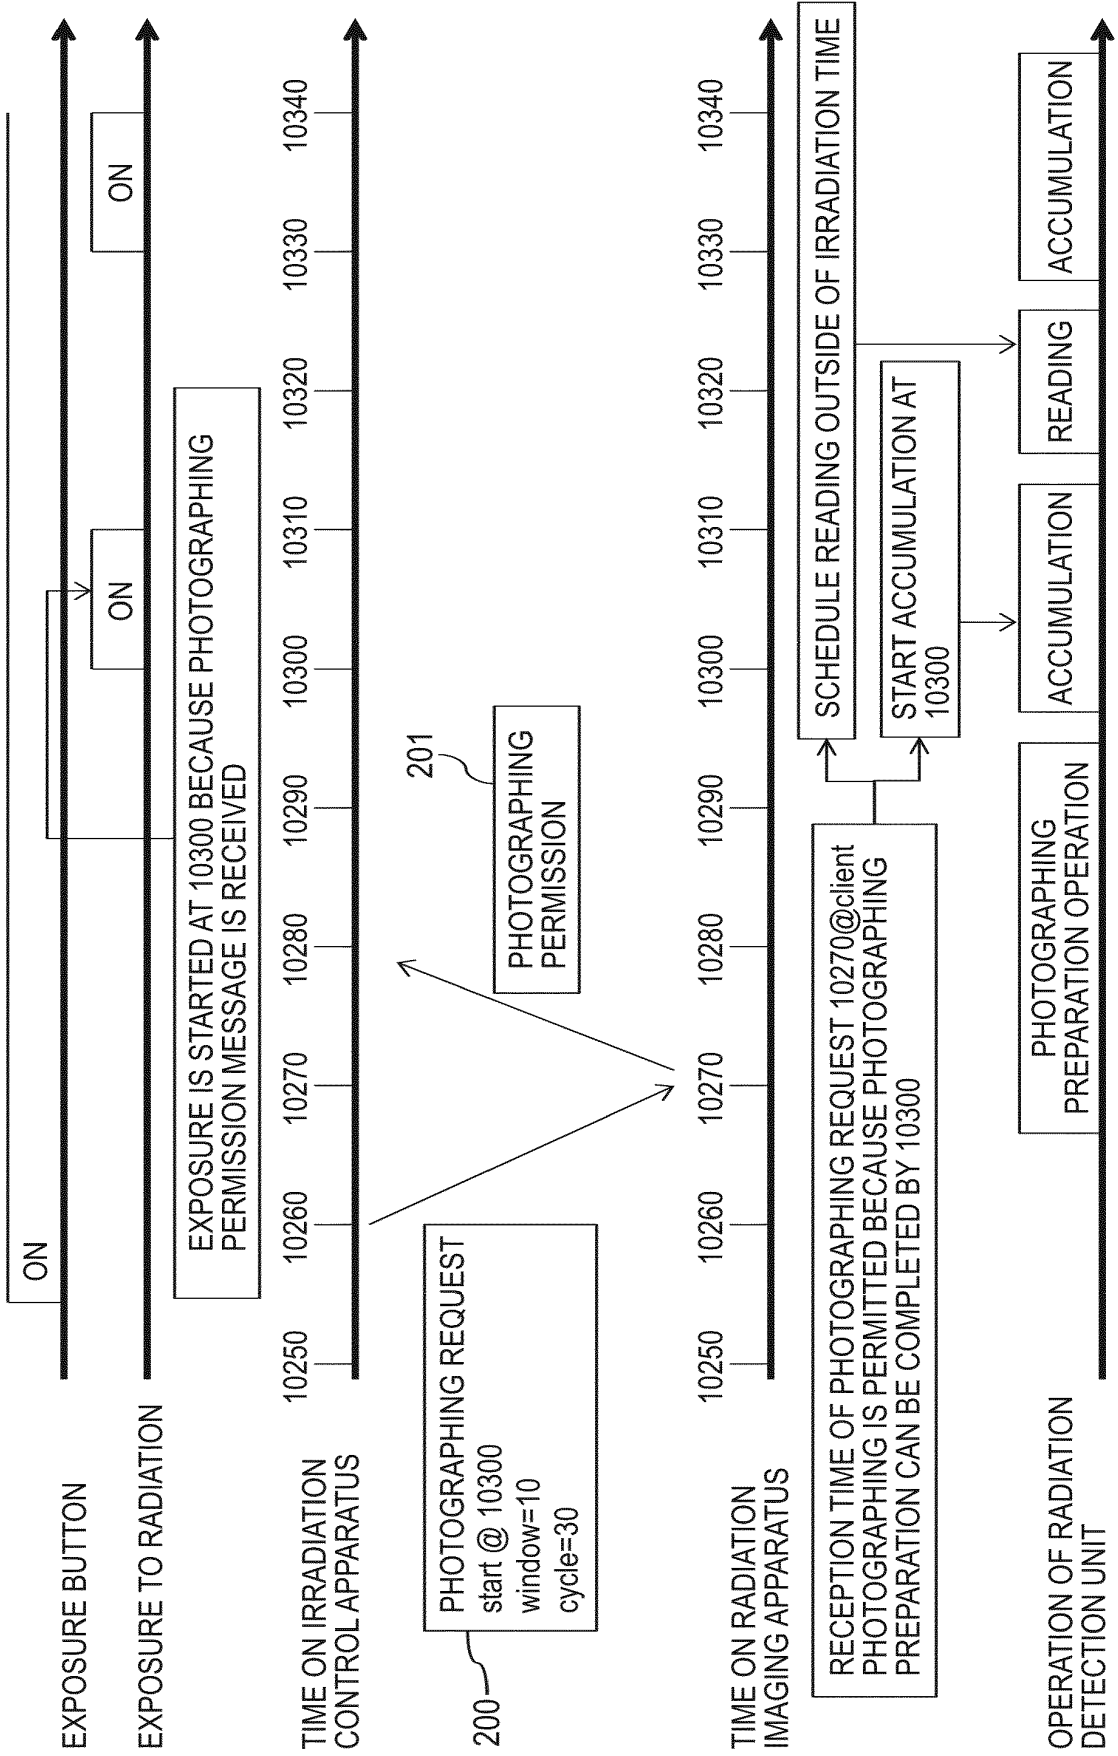 EXPOSURE BUTTON
ON
EXPOSURE TO RADIATION
ON
ON
EXPOSURE IS STARTED AT 10300 BECAUSE PHOTOGRAPHING
PERMISSION MESSAGE IS RECEIVED
TIME ON IRRADIATION
CONTROL APPARATUS
10250
10260
10270
10280
10290
10300
10310
10320
10330
10340
200
PHOTOGRAPHING REQUEST
start @ 10300
window=10
cycle=30
201
PHOTOGRAPHING
PERMISSION
TIME ON RADIATION
IMAGING APPARATUS
10250
10260
10270
10280
10290
10300
10310
10320
10330
10340
RECEPTION TIME OF PHOTOGRAPHING REQUEST 10270@client
PHOTOGRAPHING IS PERMITTED BECAUSE PHOTOGRAPHING
PREPARATION CAN BE COMPLETED BY 10300
SCHEDULE READING OUTSIDE OF IRRADIATION TIME
START ACCUMULATION AT
10300
OPERATION OF RADIATION
DETECTION UNIT
PHOTOGRAPHING
PREPARATION OPERATION
ACCUMULATION
READING
ACCUMULATION